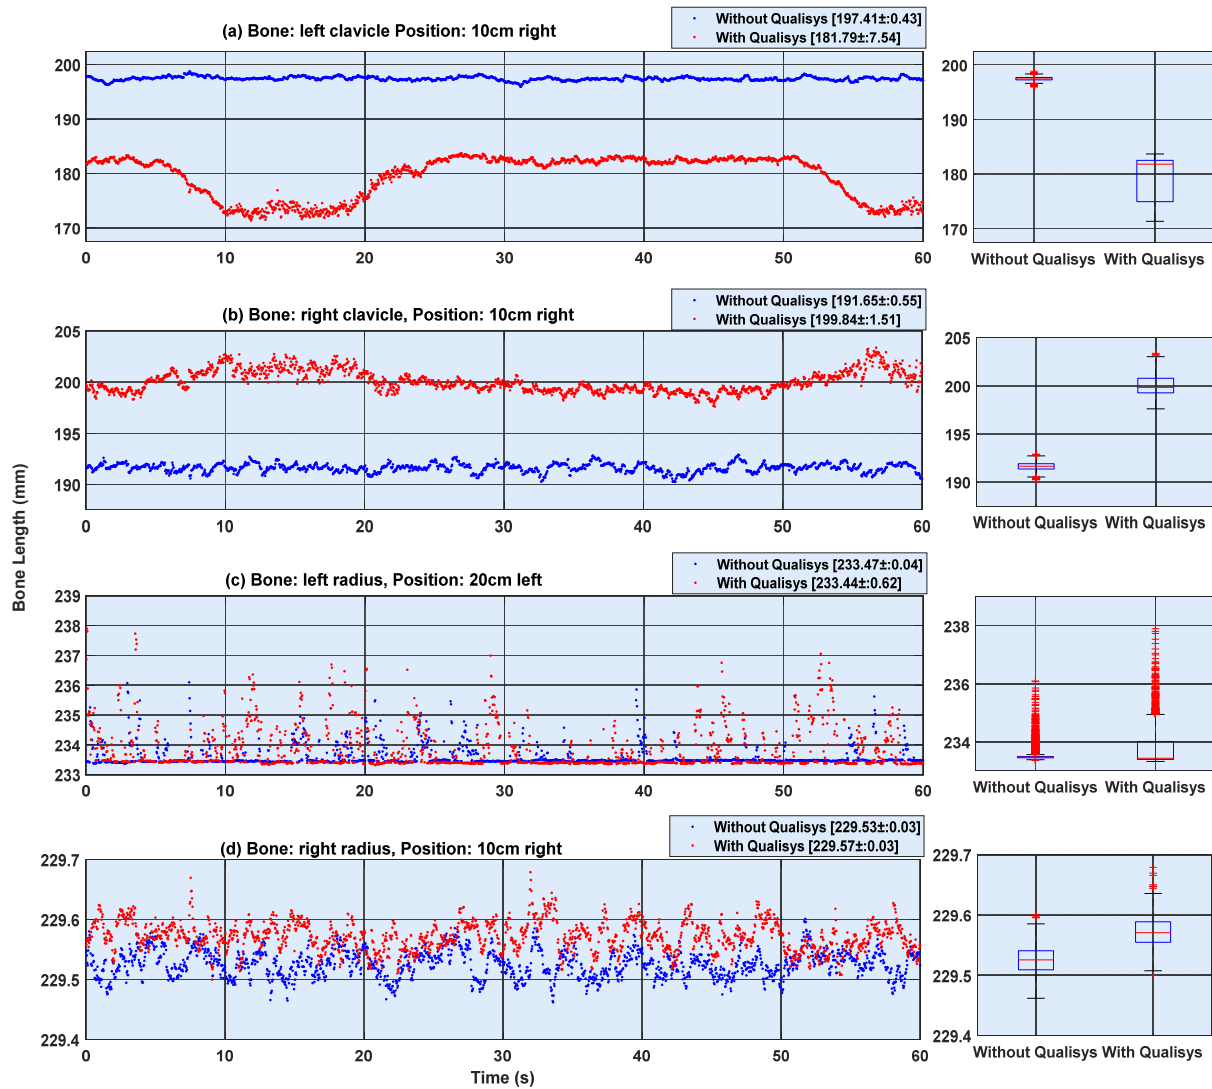 (a) Bone: left clavicle Position: 10cm right
Without Qualisys [197.41±:0.43]
With Qualisys [181.79±:7.54]
200
190
180
170
0 10 20 30 40 50 60
200
190
180
170
Without Qualisys With Qualisys
(b) Bone: right clavicle, Position: 10cm right
Without Qualisys [191.65±:0.55]
With Qualisys [199.84±:1.51]
205
200
195
190
0 10 20 30 40 50 60
205
200
195
190
Without Qualisys With Qualisys
Bone Length (mm)
(c) Bone: left radius, Position: 20cm left
Without Qualisys [233.47±:0.04]
With Qualisys [233.44±:0.62]
239
238
237
236
235
234
233
0 10 20 30 40 50 60
238
236
234
Without Qualisys With Qualisys
(d) Bone: right radius, Position: 10cm right
Without Qualisys [229.53±:0.03]
With Qualisys [229.57±:0.03]
229.7
229.6
229.5
229.4
0 10 20 30 40 50 60
Time (s)
229.7
229.6
229.5
229.4
Without Qualisys With Qualisys